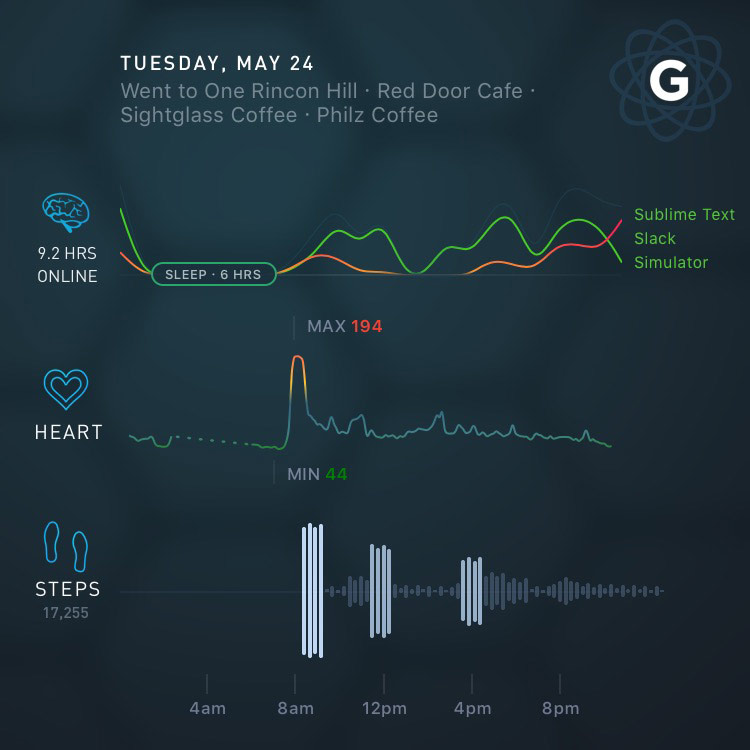 TUESDAY, MAY 24
Went to One Rincon Hill · Red Door Cafe ·
Sightglass Coffee · Philz Coffee
G
9.2 HRS
ONLINE
SLEEP · 6 HRS
Sublime Text
Slack
Simulator
MAX 194
HEART
MIN 44
STEPS
17,255
4am 8am 12pm 4pm 8pm